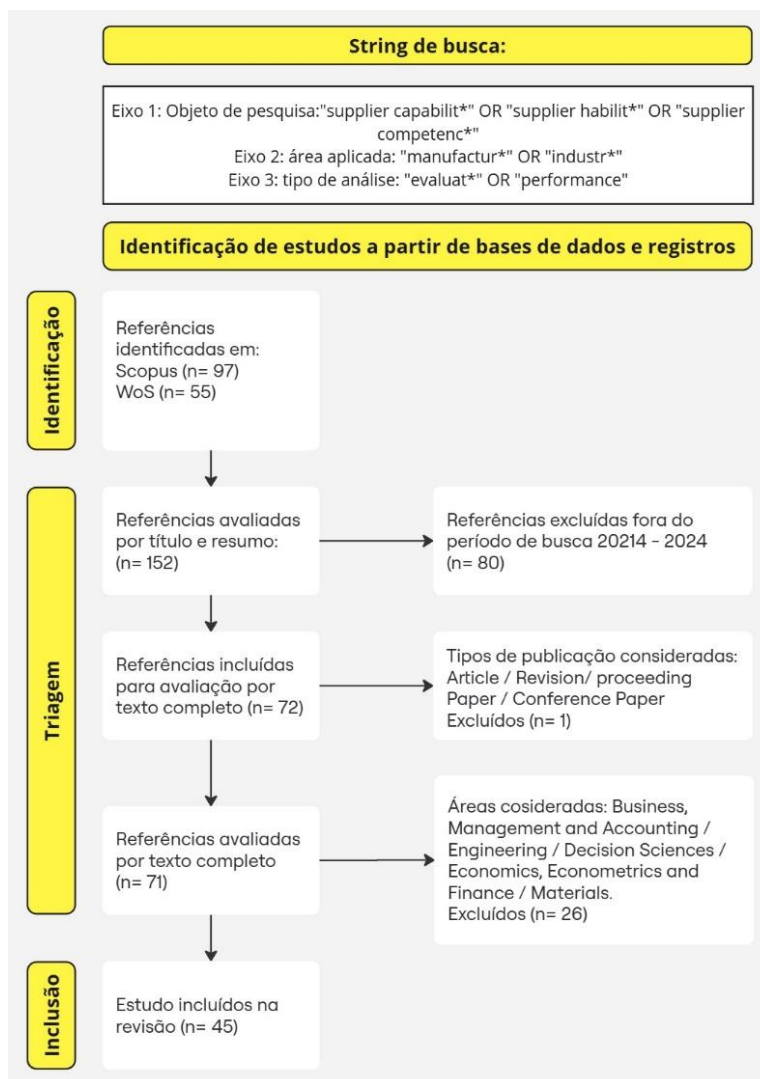 String de busca:
Eixo 1: Objeto de pesquisa:"supplier capabilit*" OR "supplier habilit*" OR "supplier
competenc*"
Eixo 2: área aplicada: "manufactur*" OR "industr*"
Eixo 3: tipo de análise: "evaluat*" OR "performance"
Identificação de estudos a partir de bases de dados e registros
Identificação
Referências
identificadas em:
Scopus (n= 97)
WoS (n= 55)
Triagem
Referências avaliadas
por título e resumo:
(n= 152)
Referências excluídas fora do
período de busca 20214 - 2024
(n= 80)
Referências incluídas
para avaliação por
texto completo (n= 72)
Tipos de publicação consideradas:
Article / Revision/ proceeding
Paper / Conference Paper
Excluídos (n= 1)
Referências avaliadas
por texto completo
(n= 71)
Áreas cosideradas: Business,
Management and Accounting /
Engineering / Decision Sciences /
Economics, Econometrics and
Finance / Materials.
Excluídos (n= 26)
Inclusão
Estudo incluídos na
revisão (n= 45)